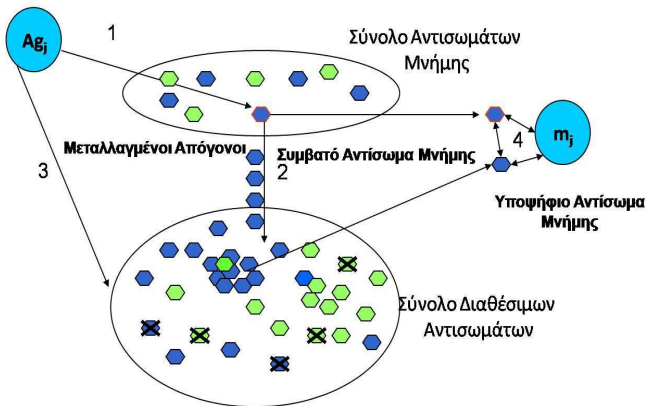 Ag_j
1
Σύνολο Αντισωμάτων
Μνήμης
Μεταλλαγμένοι Απόγονοι
2
Συμβατό Αντίσωμα Μνήμης
4
m_j
3
Υποψήφιο Αντίσωμα
Μνήμης
Σύνολο Διαθέσιμων
Αντισωμάτων